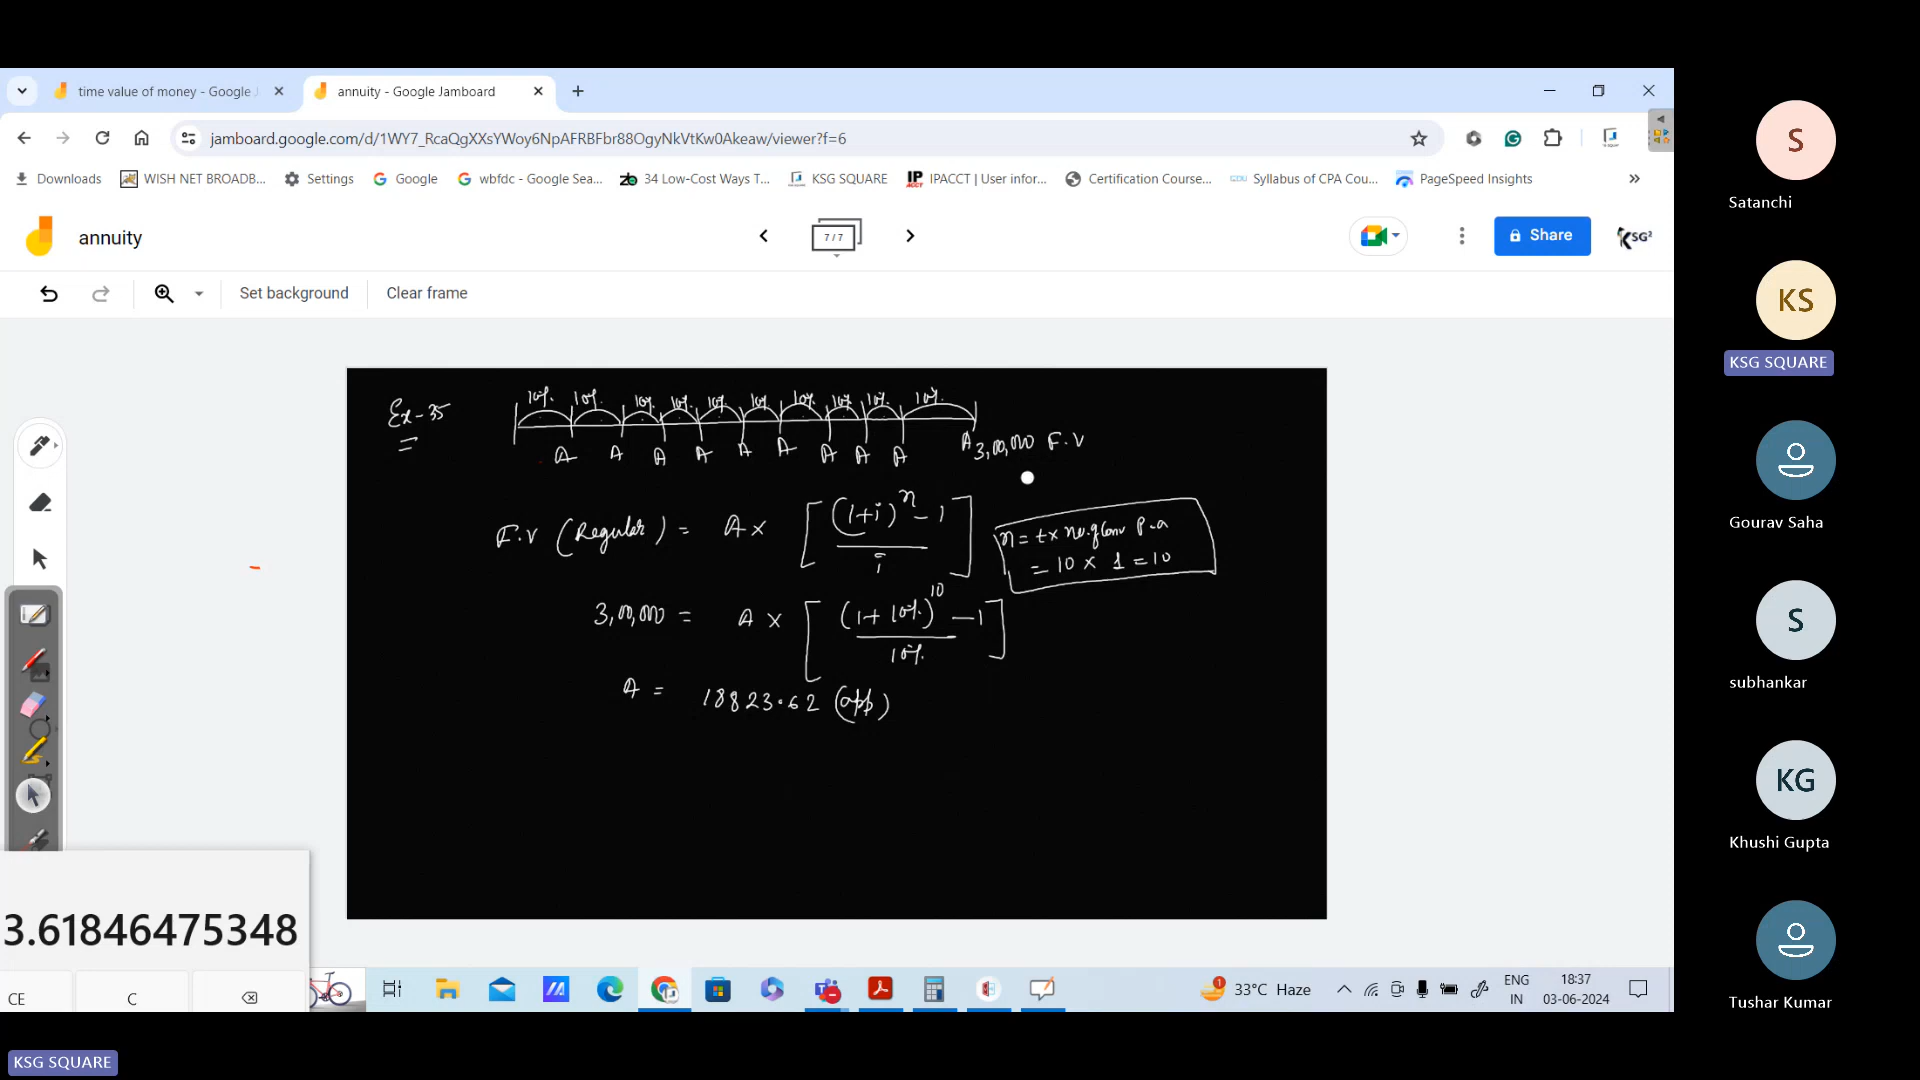 time value of money - Google J
annuity - Google Jamboard
jamboard.google.com/d/1WY7_RcaQgXXsYWoy6NpAFRBFbr88OgyNkVtKw0Akeaw/viewer?f=6
Downloads WISH NET BROADB... Settings Google wbfdc - Google Sea... 34 Low-Cost Ways T... KSG SQUARE IPACCT | User infor... Certification Course... Syllabus of CPA Cou... PageSpeed Insights »
annuity 7 / 7 Share KSG²
Set background Clear frame
Ex-35 10% 10% 10% 10% 10% 10% 10% 10% 10% 10%
A A A A A A A A A A 3,00,000 F.V
F.V (Regular) = A × [(1+i)^n - 1 / i]
n = t × no. of conv p.a
= 10 × 1 = 10
3,00,000 = A × [(1 + 10%)^10 - 1 / 10%]
A = 18823.62 (app)
3.61846475348
CE C
33°C Haze ENG IN 18:37 03-06-2024
S
Satanchi
KS
KSG SQUARE
Gourav Saha
S
subhankar
KG
Khushi Gupta
Tushar Kumar
KSG SQUARE